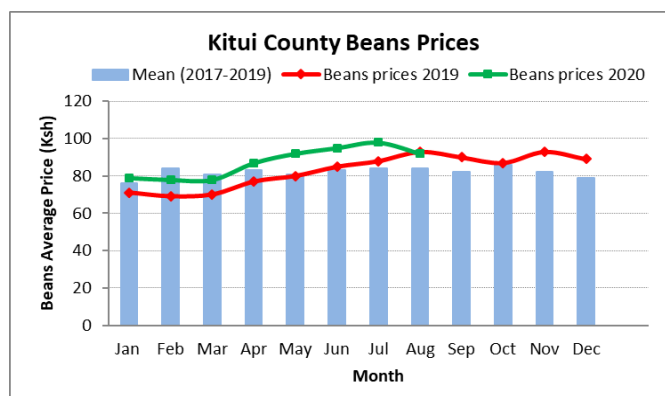 Kitui County Beans Prices
Mean (2017-2019) Beans prices 2019 Beans prices 2020
120
100
80
60
40
20
0
Beans Average Price (Ksh)
Jan Feb Mar Apr May Jun Jul Aug Sep Oct Nov Dec
Month